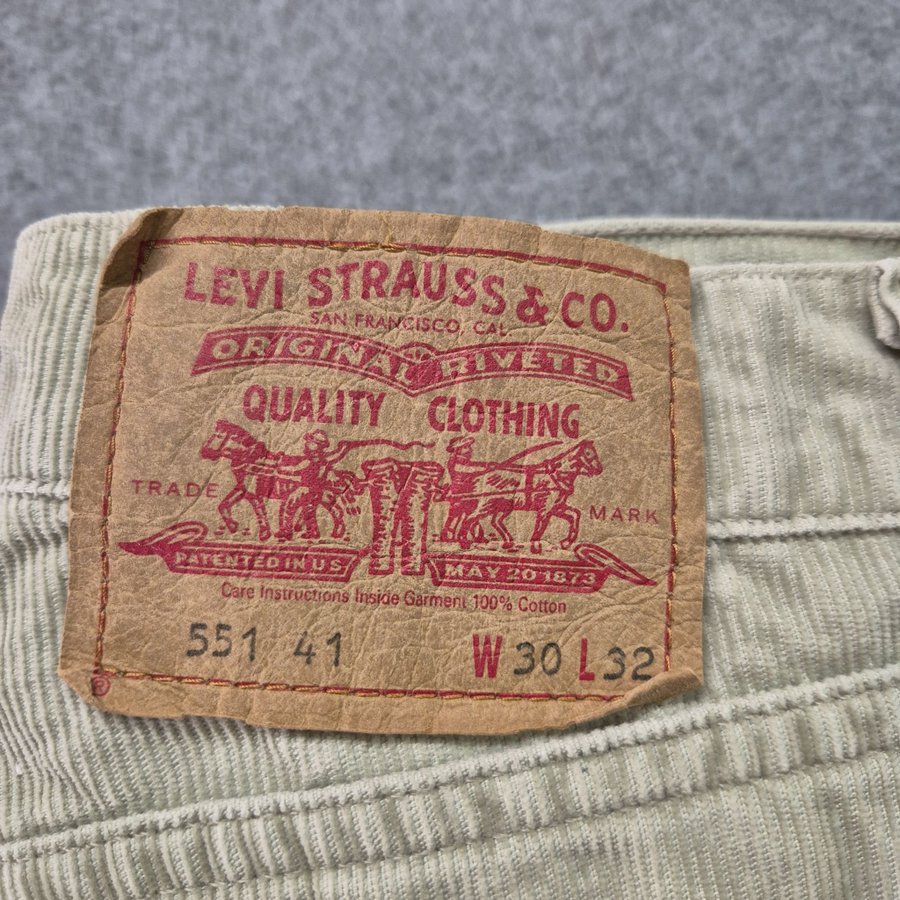 LEVI STRAUSS & CO.
SAN FRANCISCO, CAL
ORIGINAL RIVETED
QUALITY CLOTHING
TRADE MARK
PATENTED IN U.S. MAY 20 1873
Care Instructions Inside Garment 100% Cotton
551 41 W 30 L 32
®